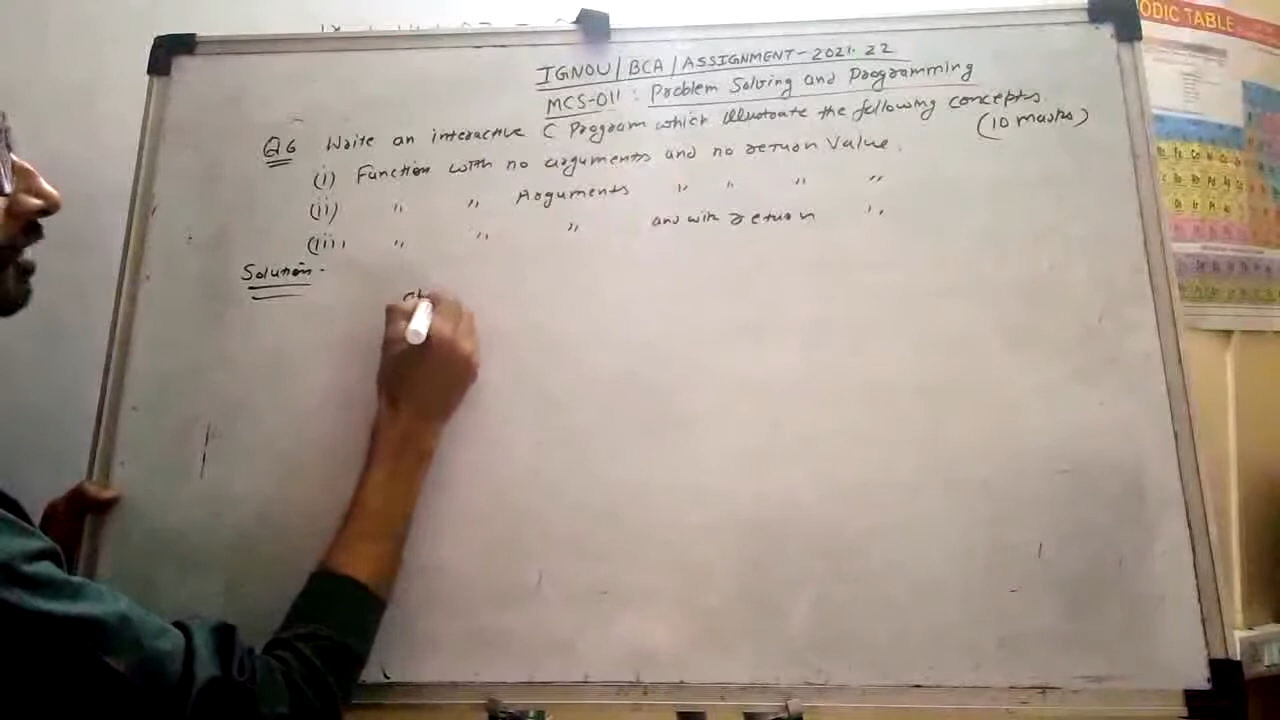 IGNOU/BCA/ASSIGNMENT-2021-22
MCS-011: Problem Solving and Programming
Q6 Write an interactive C Program which illustrate the following concepts.
(10 marks)
(i) Function with no arguments and no return Value.
(ii) " " Arguments " " " "
(iii) " " " and with return "
Solution-
ODIC TABLE